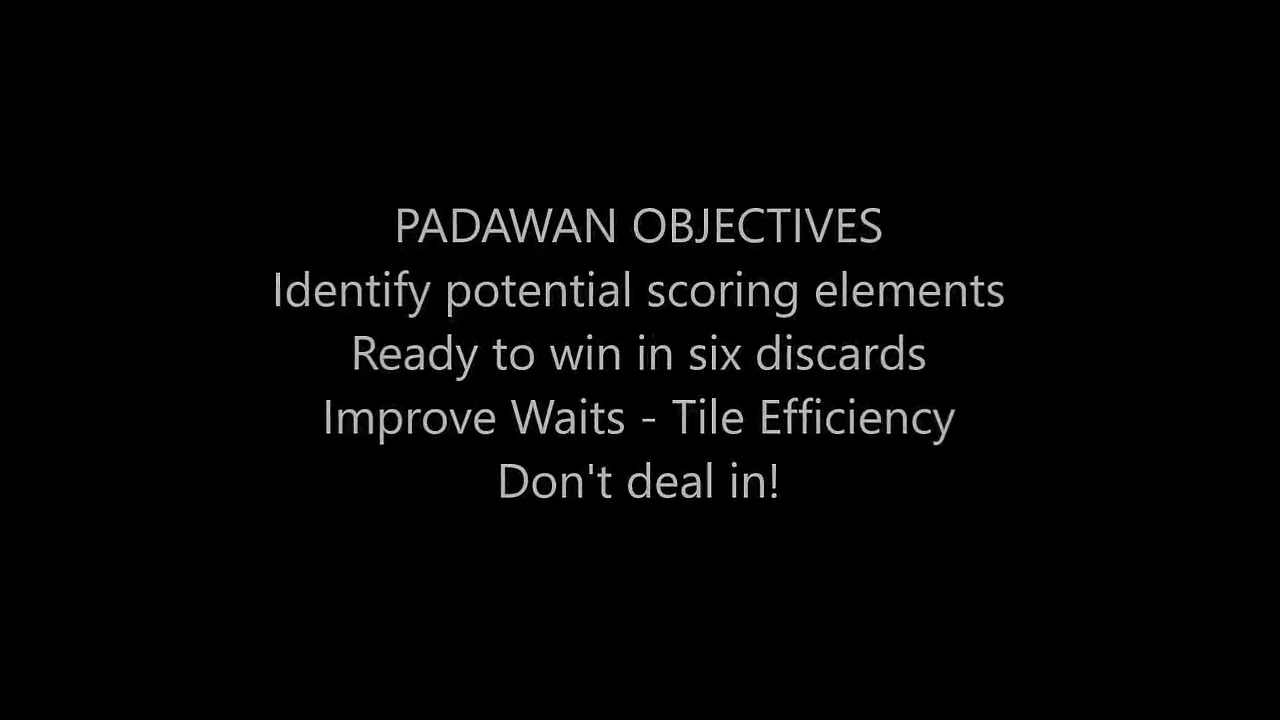 PADAWAN OBJECTIVES
Identify potential scoring elements
Ready to win in six discards
Improve Waits - Tile Efficiency
Don't deal in!